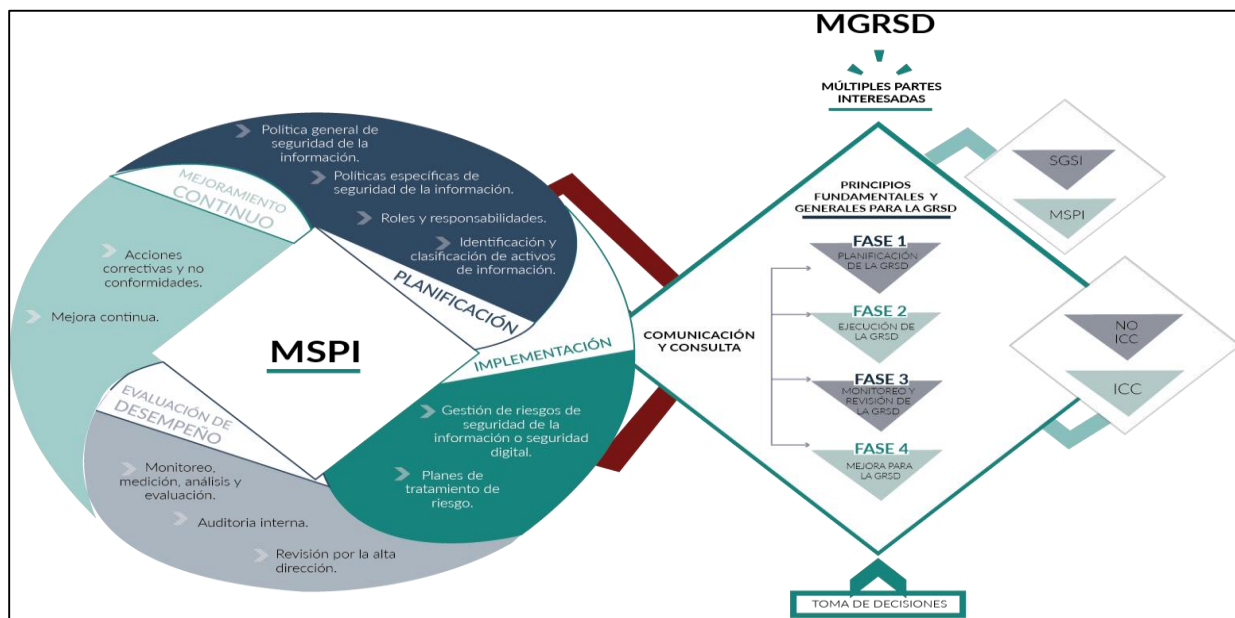 Política general de
seguridad de la
información.
Políticas específicas de
seguridad de la información.
Roles y responsabilidades.
Identificación y
clasificación de activos
de información.
PLANIFICACIÓN
MEJORAMIENTO
CONTINUO
Acciones
correctivas y no
conformidades.
Mejora continua.
MSPI
IMPLEMENTACIÓN
Gestión de riesgos de
seguridad de la
información o seguridad
digital.
Planes de
tratamiento de
riesgo.
EVALUACIÓN DE
DESEMPEÑO
Monitoreo,
medición, análisis y
evaluación.
Auditoria interna.
Revisión por la alta
dirección.
MGRSD
MÚLTIPLES PARTES
INTERESADAS
PRINCIPIOS
FUNDAMENTALES Y
GENERALES PARA LA GRSD
COMUNICACIÓN
Y CONSULTA
FASE 1
PLANIFICACIÓN
DE LA GRSD
FASE 2
EJECUCIÓN DE
LA GRSD
FASE 3
MONITOREO Y
REVISIÓN DE
LA GRSD
FASE 4
MEJORA PARA
LA GRSD
SGSI
MSPI
NO
ICC
ICC
TOMA DE DECISIONES